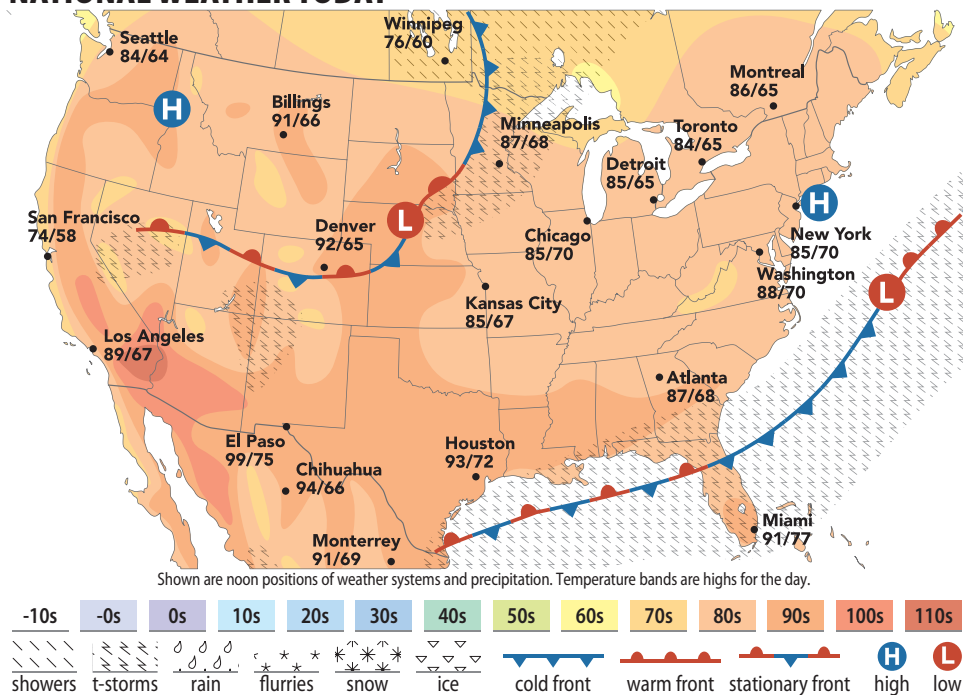 NATIONAL WEATHER TODAY
Winnipeg
76/60
Seattle
84/64
Montreal
86/65
H
Billings
91/66
Minneapolis
87/68
Toronto
84/65
Detroit
85/65
H
San Francisco
74/58
Denver
92/65
L
Chicago
85/70
New York
85/70
Washington
88/70
L
Kansas City
85/67
Los Angeles
89/67
Atlanta
87/68
El Paso
99/75
Houston
93/72
Chihuahua
94/66
Miami
91/77
Monterrey
91/69
Shown are noon positions of weather systems and precipitation. Temperature bands are highs for the day.
-10s -0s 0s 10s 20s 30s 40s 50s 60s 70s 80s 90s 100s 110s
H L
showers t-storms rain flurries snow ice cold front warm front stationary front high low